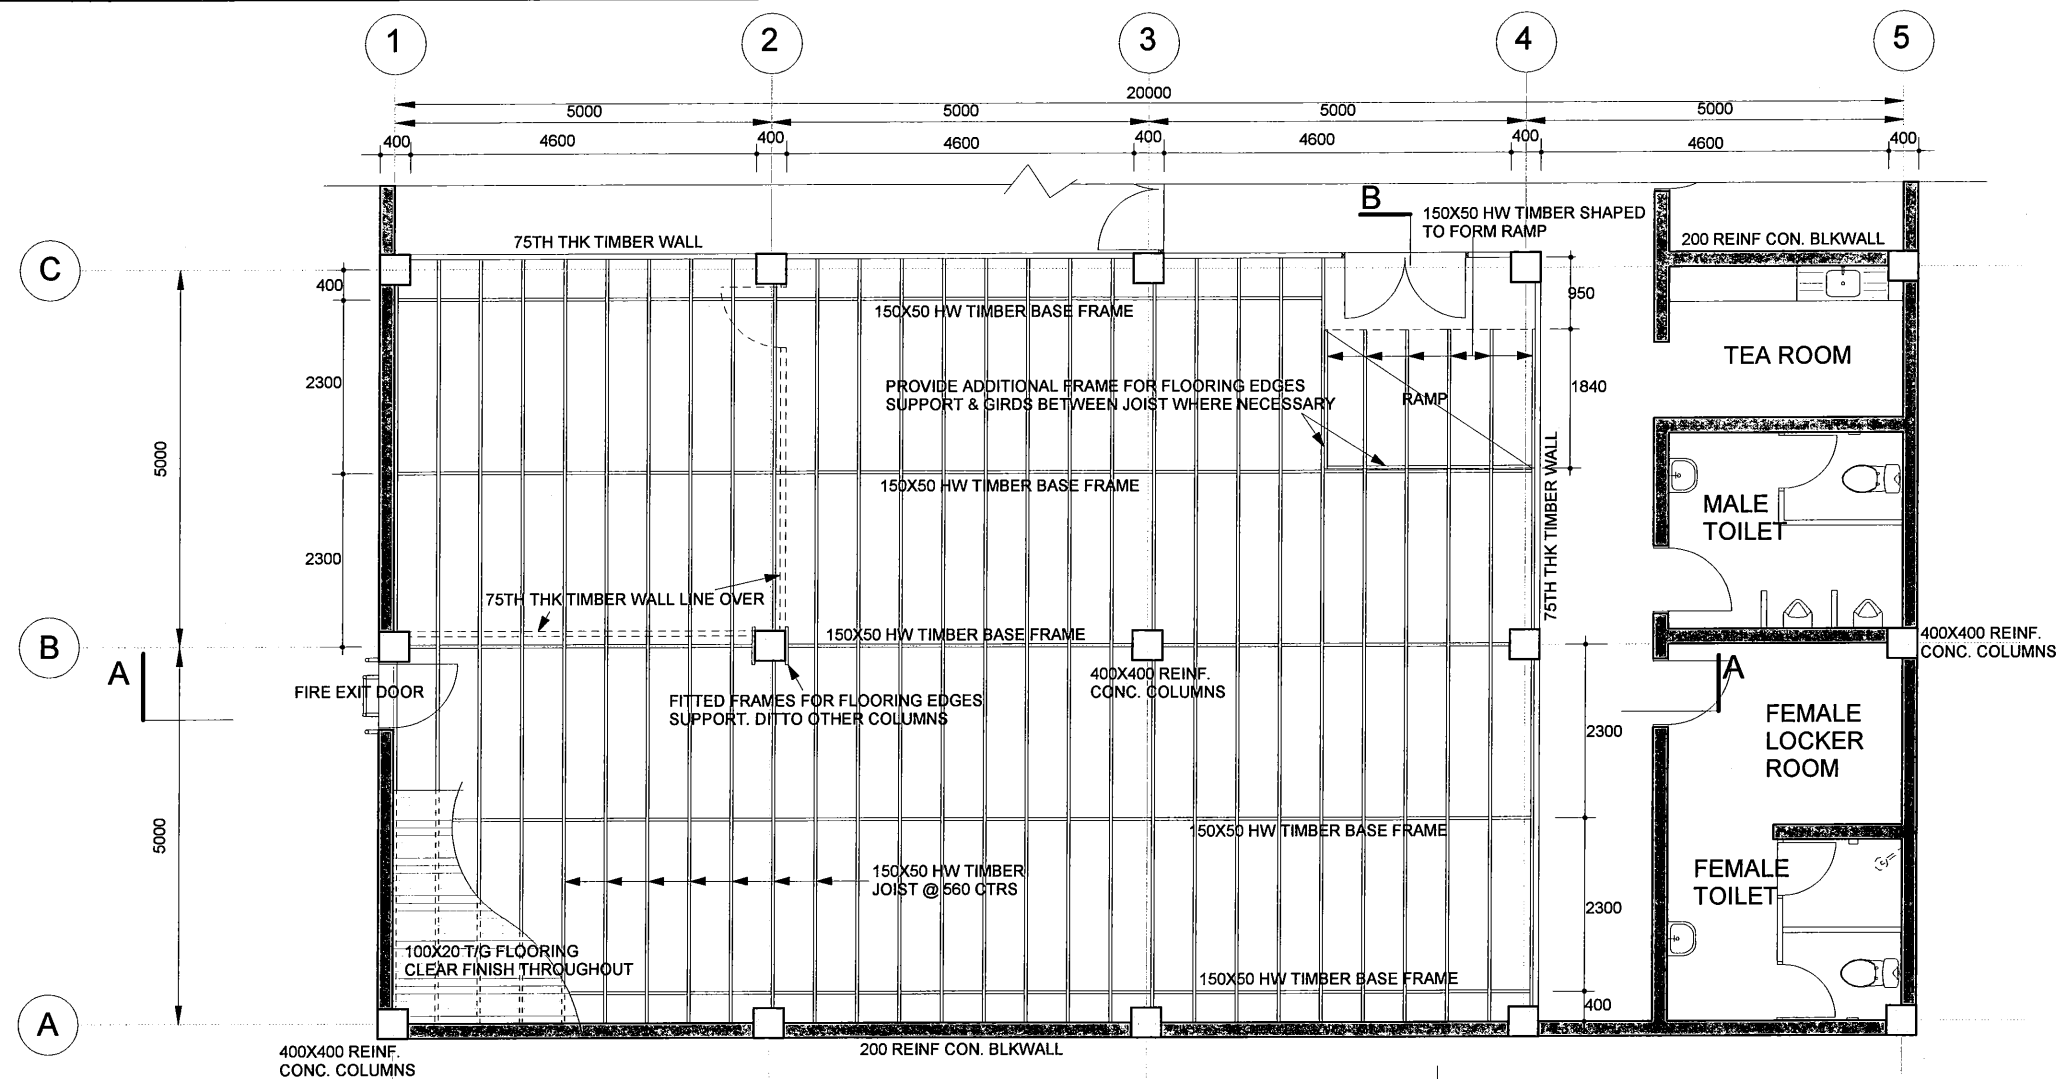 1 2 3 4 5
20000
5000 5000 5000 5000
400 4600 400 4600 400 4600 400 4600 400
B
150X50 HW TIMBER SHAPED
TO FORM RAMP
75TH THK TIMBER WALL
200 REINF CON. BLKWALL
C
400
150X50 HW TIMBER BASE FRAME
950
TEA ROOM
2300
PROVIDE ADDITIONAL FRAME FOR FLOORING EDGES
SUPPORT & GIRDS BETWEEN JOIST WHERE NECESSARY
RAMP
1840
5000
150X50 HW TIMBER BASE FRAME
75TH THK TIMBER WALL
MALE
TOILET
2300
75TH THK TIMBER WALL LINE OVER
B
150X50 HW TIMBER BASE FRAME
400X400 REINF.
CONC. COLUMNS
A
A
FIRE EXIT DOOR
400X400 REINF.
CONC. COLUMNS
FITTED FRAMES FOR FLOORING EDGES
SUPPORT. DITTO OTHER COLUMNS
2300
FEMALE
LOCKER
ROOM
5000
150X50 HW TIMBER BASE FRAME
150X50 HW TIMBER
JOIST @ 560 CTRS
FEMALE
TOILET
2300
100X20 T/G FLOORING
CLEAR FINISH THROUGHOUT
150X50 HW TIMBER BASE FRAME
400
A
400X400 REINF.
CONC. COLUMNS
200 REINF CON. BLKWALL